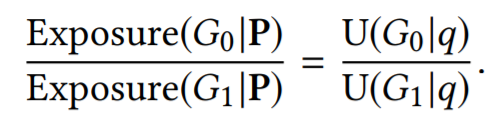 Exposure(G₀|P) / Exposure(G₁|P) = U(G₀|q) / U(G₁|q).